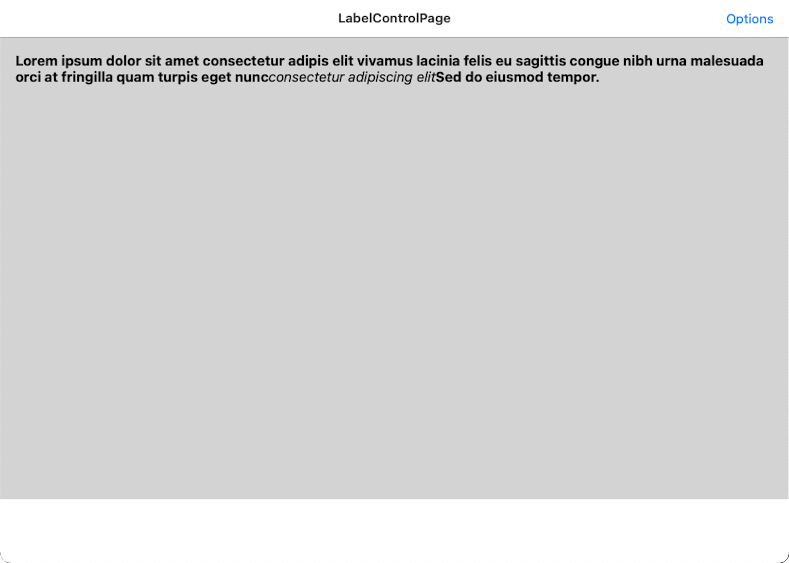 LabelControlPage
Options
Lorem ipsum dolor sit amet consectetur adipis elit vivamus lacinia felis eu sagittis congue nibh urna malesuada
orci at fringilla quam turpis eget nuncconsectetur adipiscing elitSed do eiusmod tempor.